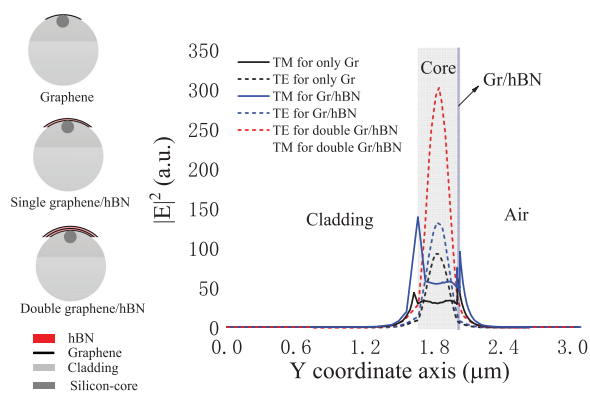 Graphene
Single graphene/hBN
Double graphene/hBN
hBN
Graphene
Cladding
Silicon-core
|E|² (a.u.)
350
300
250
200
150
100
50
0
TM for only Gr
TE for only Gr
TM for Gr/hBN
TE for Gr/hBN
TE for double Gr/hBN
TM for double Gr/hBN
Core
Gr/hBN
Cladding
Air
0.0 0.6 1.2 1.8 2.4 3.0
Y coordinate axis (μm)